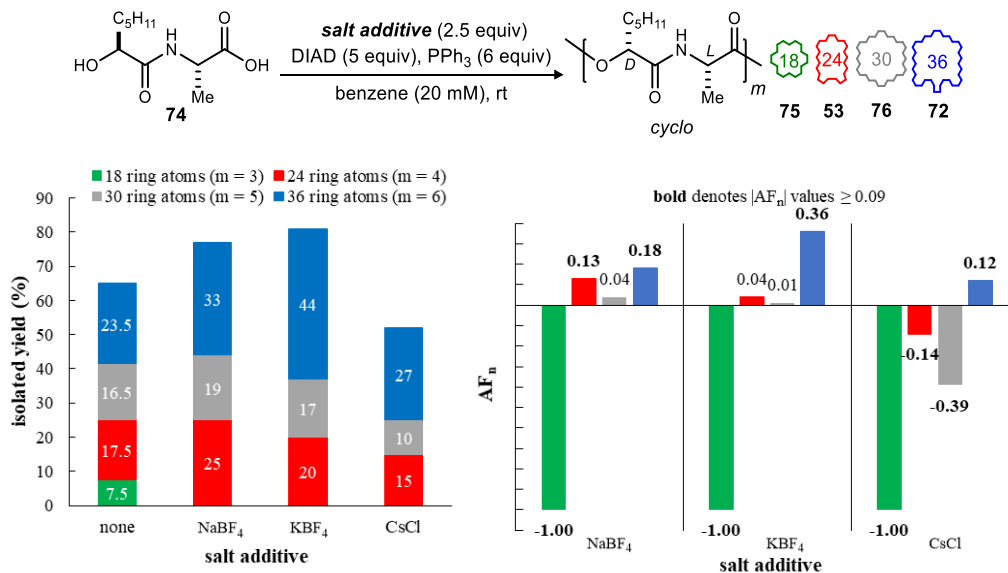 C5H11
HO
O
H
N
Me
O
OH
74
salt additive (2.5 equiv)
DIAD (5 equiv), PPh3 (6 equiv)
benzene (20 mM), rt
C5H11
O
D
O
H
N
L
Me
O
m
cyclo
18 24 30 36
75 53 76 72
18 ring atoms (m = 3) 24 ring atoms (m = 4)
30 ring atoms (m = 5) 36 ring atoms (m = 6)
isolated yield (%)
90
80
70
60
50
40
30
20
10
0
23.5
16.5
17.5
7.5
33
19
25
44
17
20
27
10
15
none NaBF4 KBF4 CsCl
salt additive
bold denotes |AFn| values ≥ 0.09
AFn
-1.00
0.13
0.04
0.18
-1.00
0.04
0.01
0.36
-1.00
-0.14
-0.39
0.12
NaBF4 KBF4 CsCl
salt additive